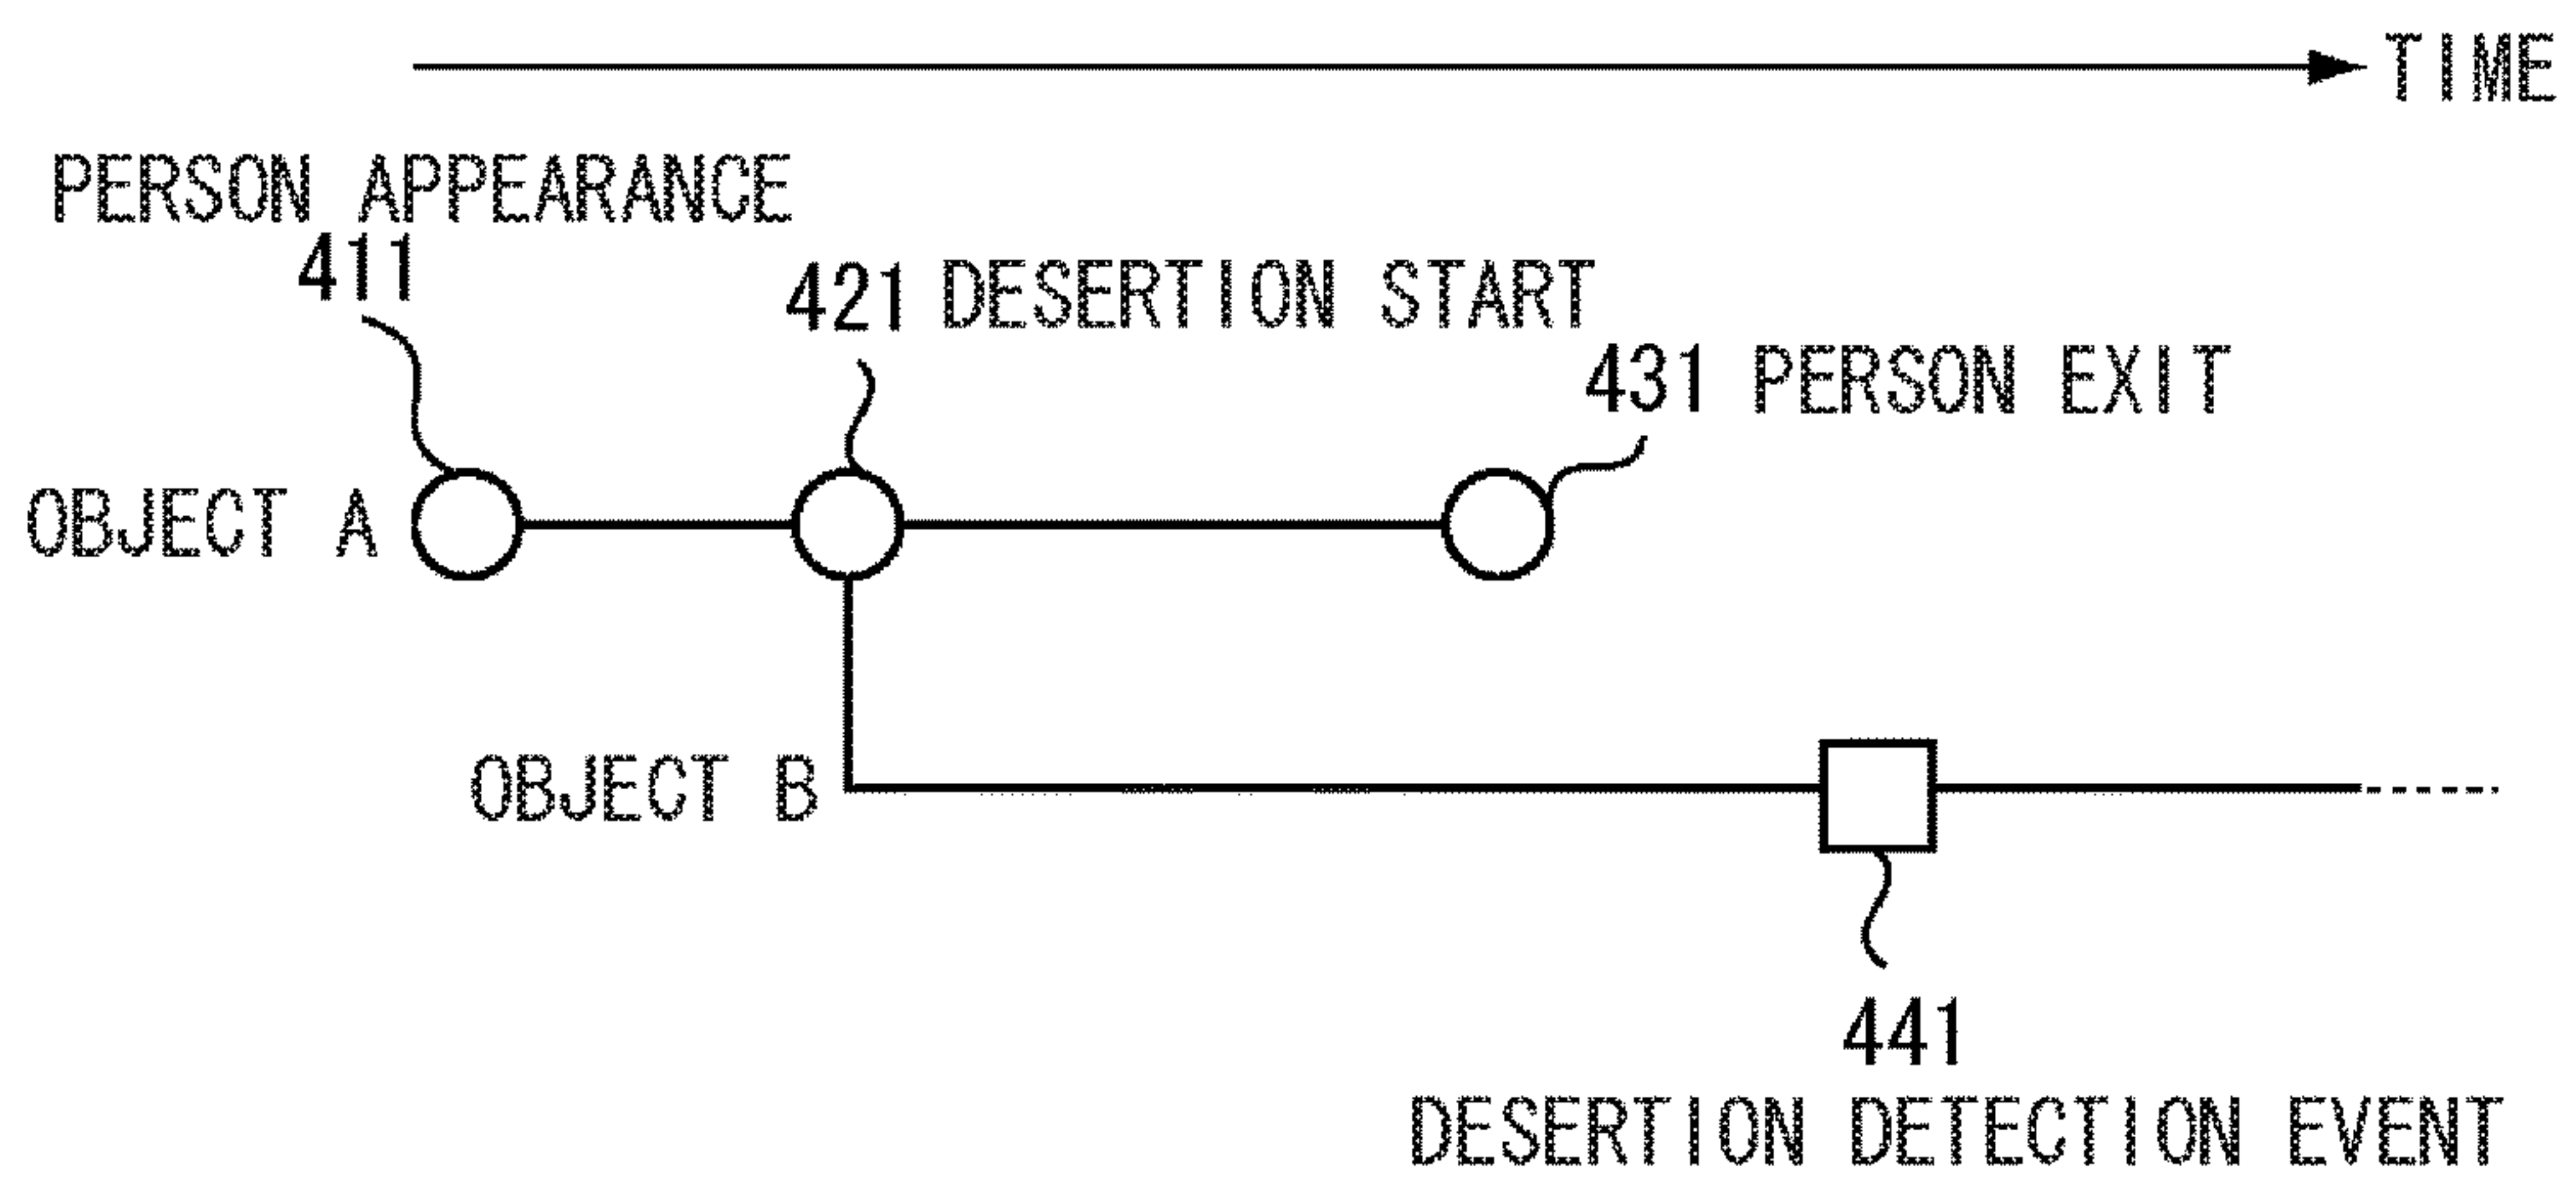 TIME
PERSON APPEARANCE
411
421 DESERTION START
431 PERSON EXIT
OBJECT A
OBJECT B
441
DESERTION DETECTION EVENT